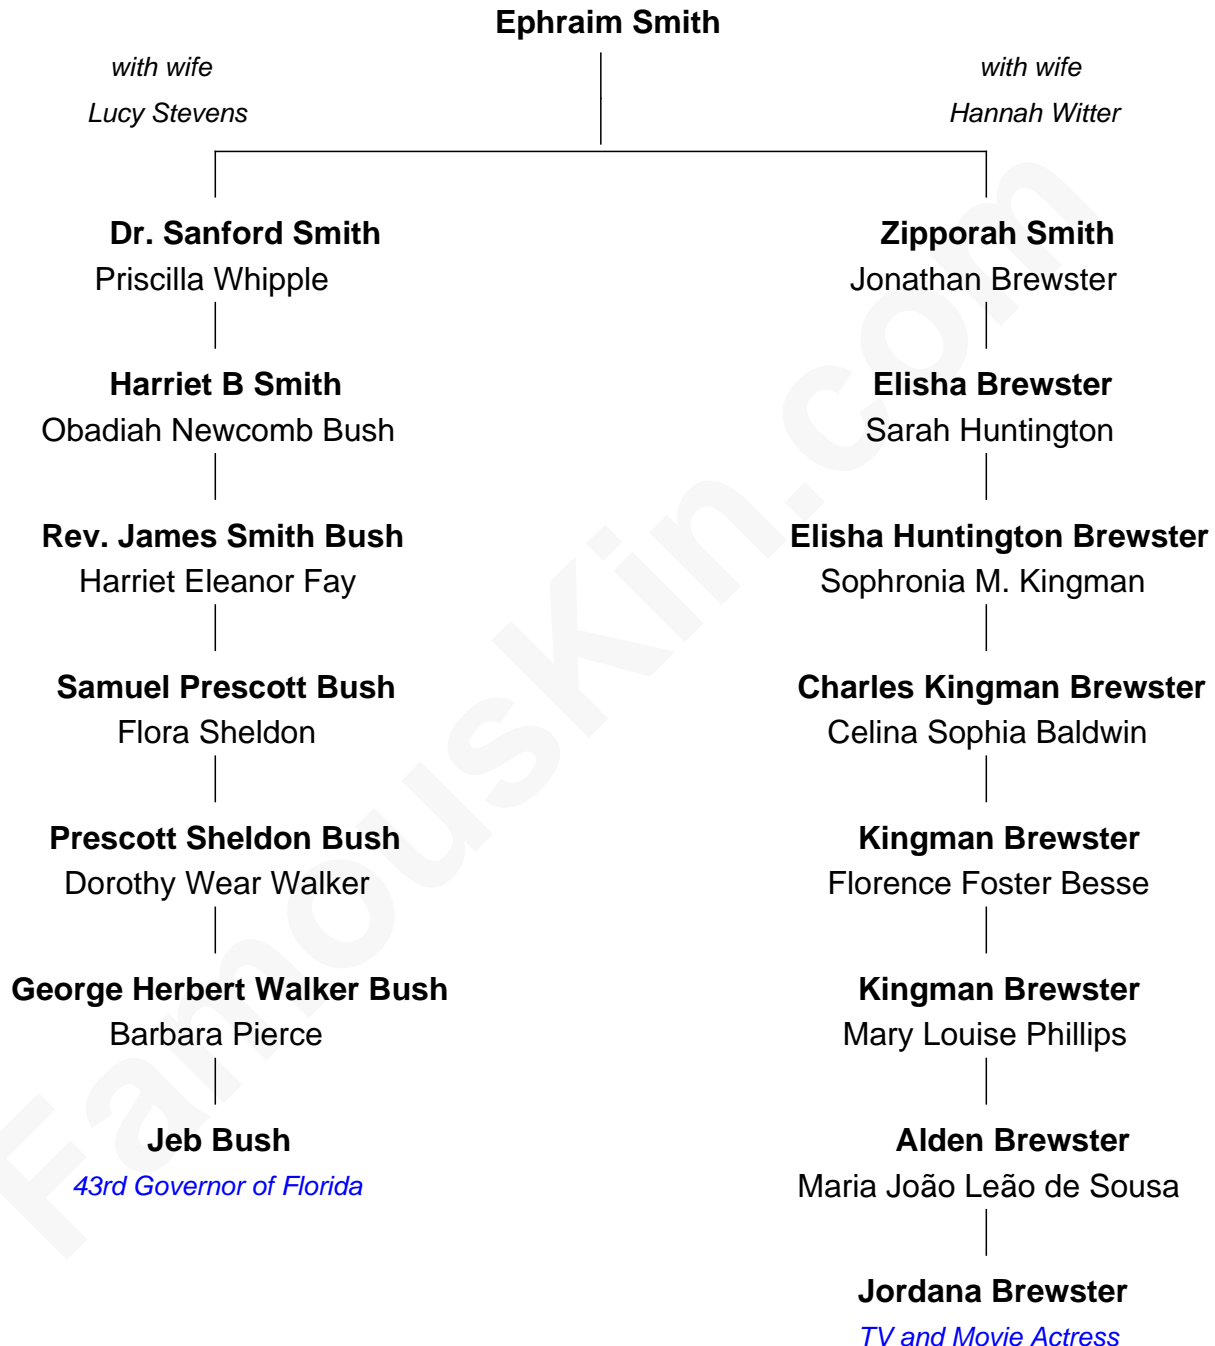 Ephraim Smith
with wife
Lucy Stevens
with wife
Hannah Witter
Dr. Sanford Smith
Priscilla Whipple
Zipporah Smith
Jonathan Brewster
Harriet B Smith
Obadiah Newcomb Bush
Elisha Brewster
Sarah Huntington
Rev. James Smith Bush
Harriet Eleanor Fay
Elisha Huntington Brewster
Sophronia M. Kingman
Samuel Prescott Bush
Flora Sheldon
Charles Kingman Brewster
Celina Sophia Baldwin
Prescott Sheldon Bush
Dorothy Wear Walker
Kingman Brewster
Florence Foster Besse
George Herbert Walker Bush
Barbara Pierce
Kingman Brewster
Mary Louise Phillips
Jeb Bush
43rd Governor of Florida
Alden Brewster
Maria João Leão de Sousa
Jordana Brewster
TV and Movie Actress
FamousKin.com